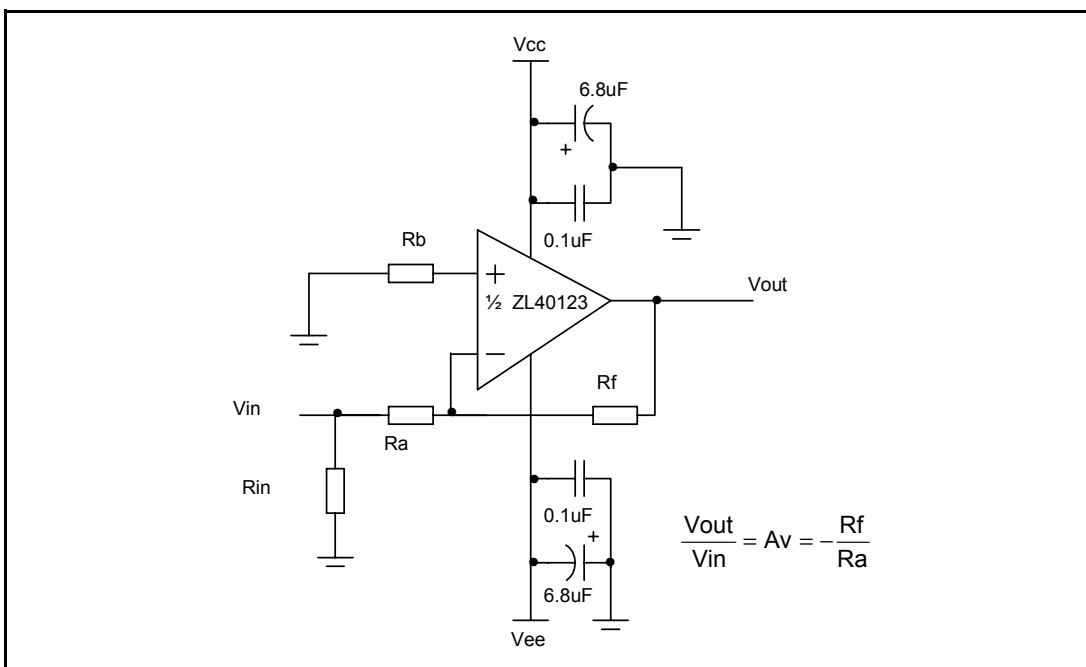 Vcc
6.8uF
+
0.1uF
Rb
+
½ ZL40123
Vout
−
Rf
Vin
Ra
Rin
0.1uF
+
6.8uF
Vee
Vout/Vin = Av = −Rf/Ra